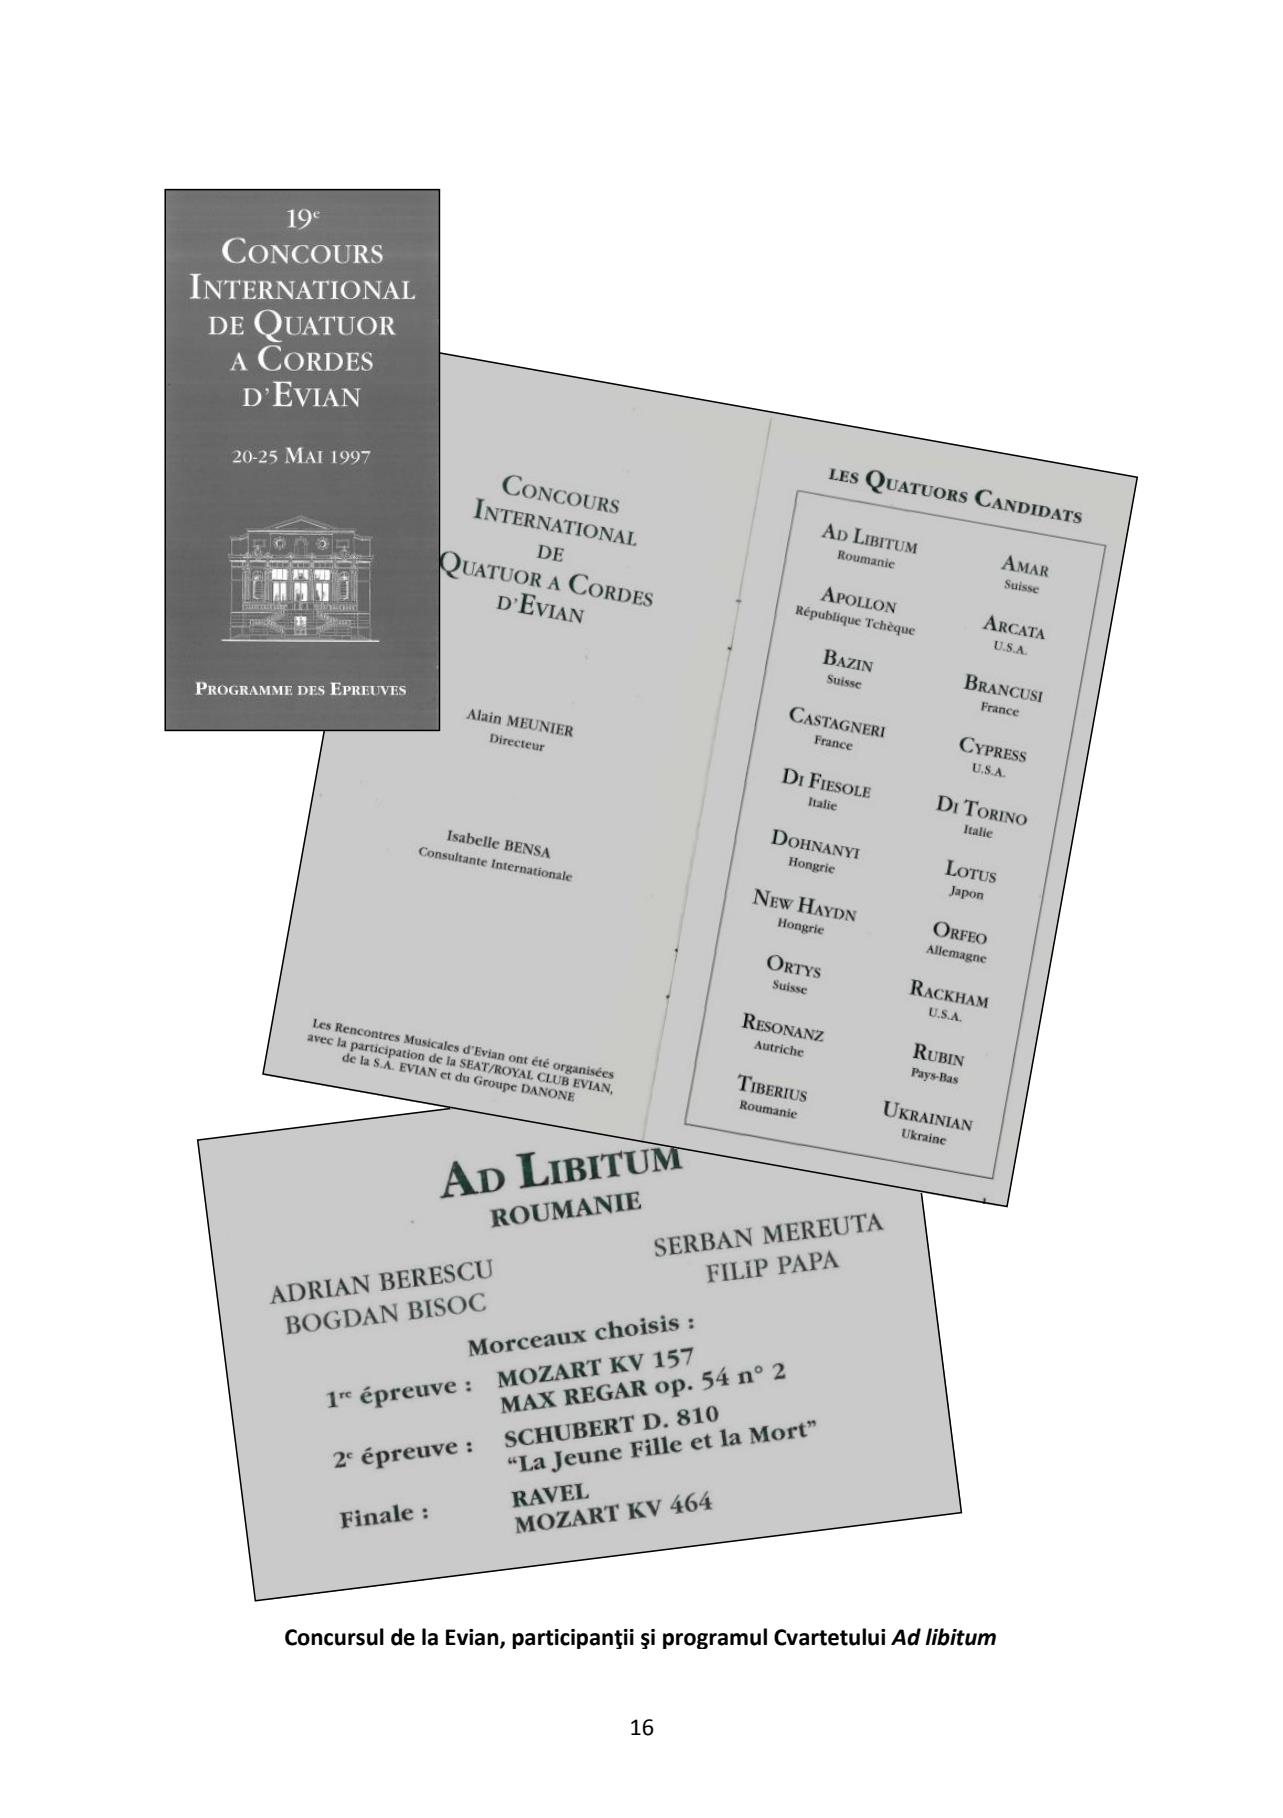 19e
CONCOURS
INTERNATIONAL
DE QUATUOR
A CORDES
D'EVIAN
20-25 MAI 1997
PROGRAMME DES EPREUVES
CONCOURS
INTERNATIONAL
DE
QUATUOR A CORDES
D'EVIAN
Alain MEUNIER
Directeur
Isabelle BENSA
Consultante Internationale
Les Rencontres Musicales d'Evian ont été organisées
avec la participation de la SEAT/ROYAL CLUB EVIAN,
de la S.A. EVIAN et du Groupe DANONE
LES QUATUORS CANDIDATS
AD LIBITUM
Roumanie
AMAR
Suisse
APOLLON
République Tchèque
ARCATA
U.S.A.
BAZIN
Suisse
BRANCUSI
France
CASTAGNERI
France
CYPRESS
U.S.A.
DI FIESOLE
Italie
DI TORINO
Italie
DOHNANYI
Hongrie
LOTUS
Japon
NEW HAYDN
Hongrie
ORFEO
Allemagne
ORTYS
Suisse
RACKHAM
U.S.A.
RESONANZ
Autriche
RUBIN
Pays-Bas
TIBERIUS
Roumanie
UKRAINIAN
Ukraine
AD LIBITUM
ROUMANIE
ADRIAN BERESCU
BOGDAN BISOC
SERBAN MEREUTA
FILIP PAPA
Morceaux choisis :
1re épreuve : MOZART KV 157
MAX REGAR op. 54 n° 2
2e épreuve : SCHUBERT D. 810
“La Jeune Fille et la Mort”
Finale : RAVEL
MOZART KV 464
Concursul de la Evian, participanţii şi programul Cvartetului Ad libitum
16